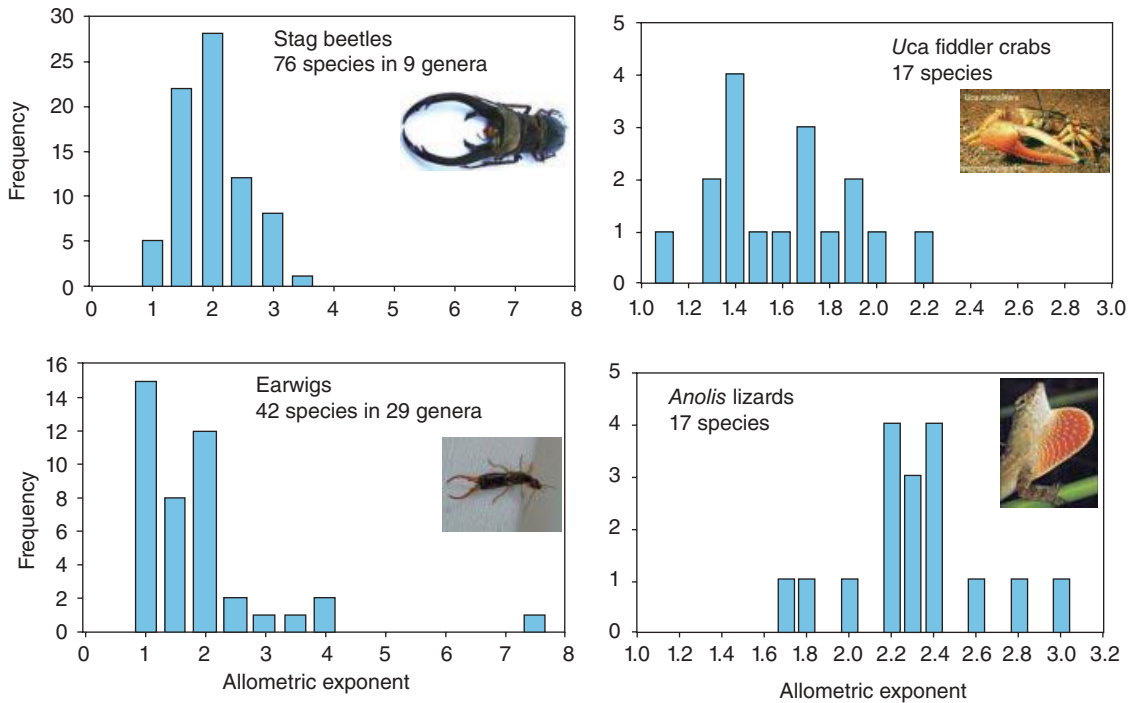 Stag beetles
76 species in 9 genera
Frequency
30
25
20
15
10
5
0
0 1 2 3 4 5 6 7 8
Uca fiddler crabs
17 species
5
4
3
2
1
0
1.0 1.2 1.4 1.6 1.8 2.0 2.2 2.4 2.6 2.8 3.0
Earwigs
42 species in 29 genera
Frequency
16
14
12
10
8
6
4
2
0
0 1 2 3 4 5 6 7 8
Allometric exponent
Anolis lizards
17 species
5
4
3
2
1
0
1.0 1.2 1.4 1.6 1.8 2.0 2.2 2.4 2.6 2.8 3.0 3.2
Allometric exponent